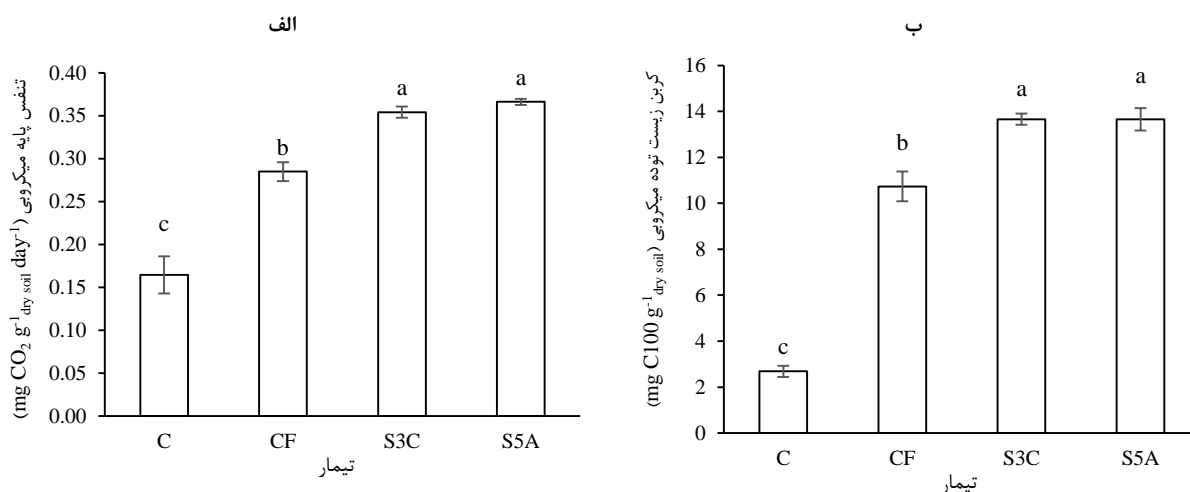 الف
تنفس پایه میکروبی (mg CO2 g-1dry soil day-1)
0.40
0.35
0.30
0.25
0.20
0.15
0.10
0.05
0.00
c
b
a
a
C CF S3C S5A
تیمار
ب
کربن زیست توده میکروبی (mg C100 g-1dry soil)
16
14
12
10
8
6
4
2
0
c
b
a
a
C CF S3C S5A
تیمار